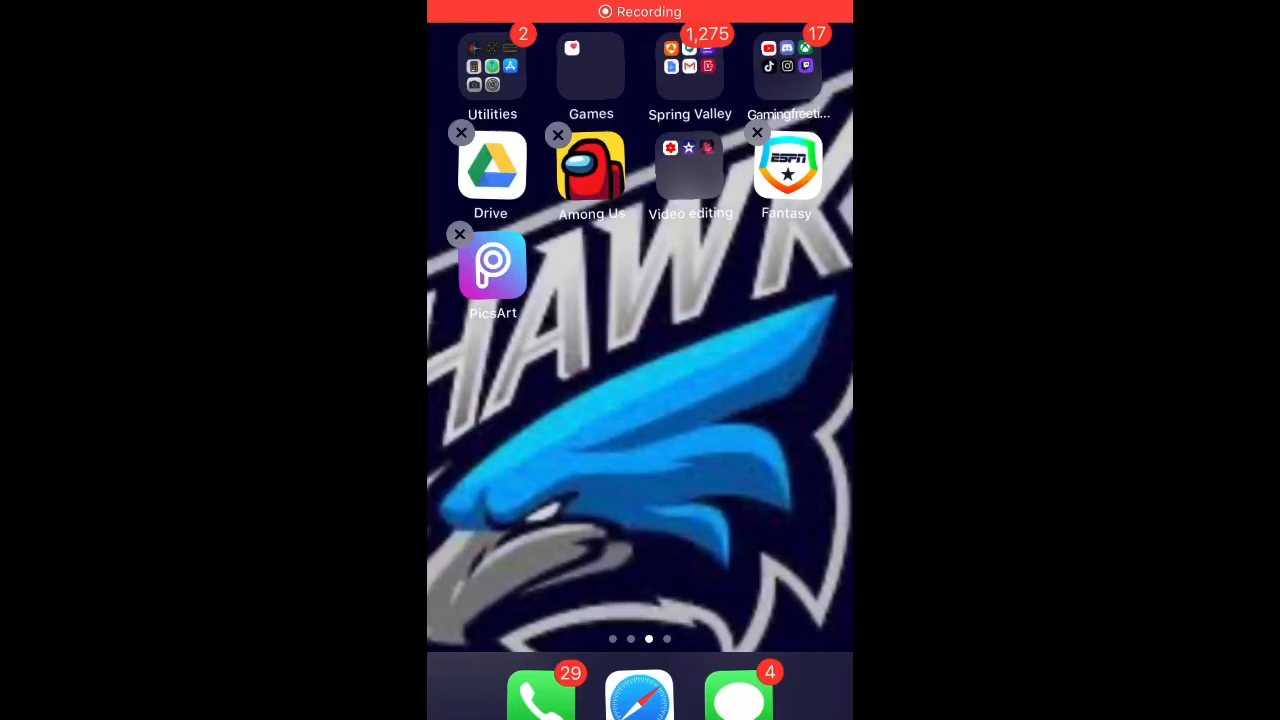 Recording
2
1,275
17
Utilities
Games
Spring Valley
Gamingfreeti...
ESPN
Drive
Among Us
Video editing
Fantasy
PicsArt
HAWK
29
4